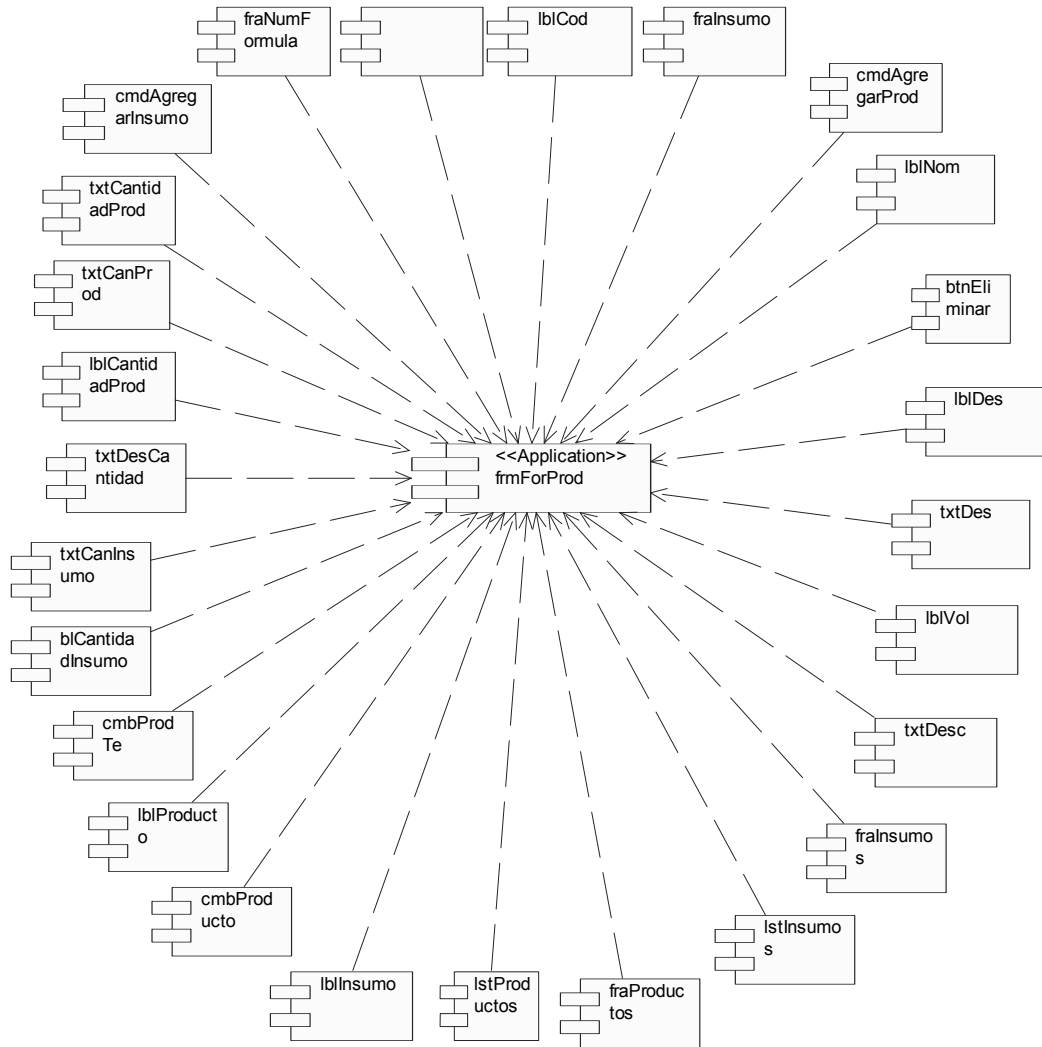 fraNumF
ormula
lblCod
fraInsumo
cmdAgre
garProd
cmdAgreg
arInsumo
lblNom
txtCantid
adProd
txtCanPr
od
btnEli
minar
lblCantid
adProd
lblDes
txtDesCa
ntidad
<<Application>>
frmForProd
txtDes
txtCanIns
umo
lblVol
blCantida
dInsumo
cmbProd
Te
txtDesc
lblProduct
o
fraInsumo
s
cmbProd
ucto
lstInsumo
s
lblInsumo
lstProd
uctos
fraProduc
tos